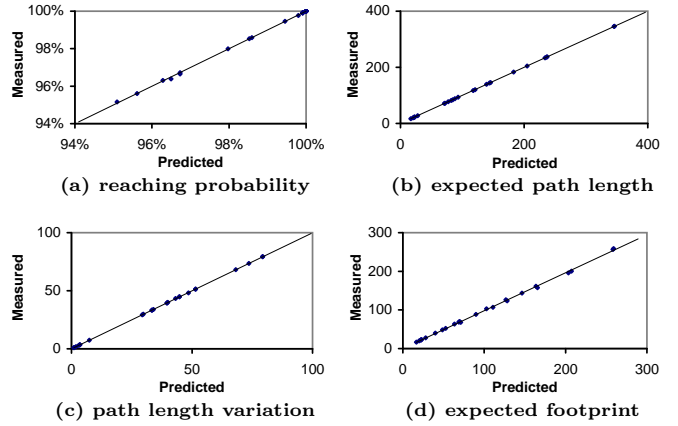 100%
98%
96%
94%
Measured
94% 96% 98% 100%
Predicted
(a) reaching probability
400
200
0
Measured
0 200 400
Predicted
(b) expected path length
100
50
0
Measured
0 50 100
Predicted
(c) path length variation
300
200
100
0
Measured
0 100 200 300
Predicted
(d) expected footprint